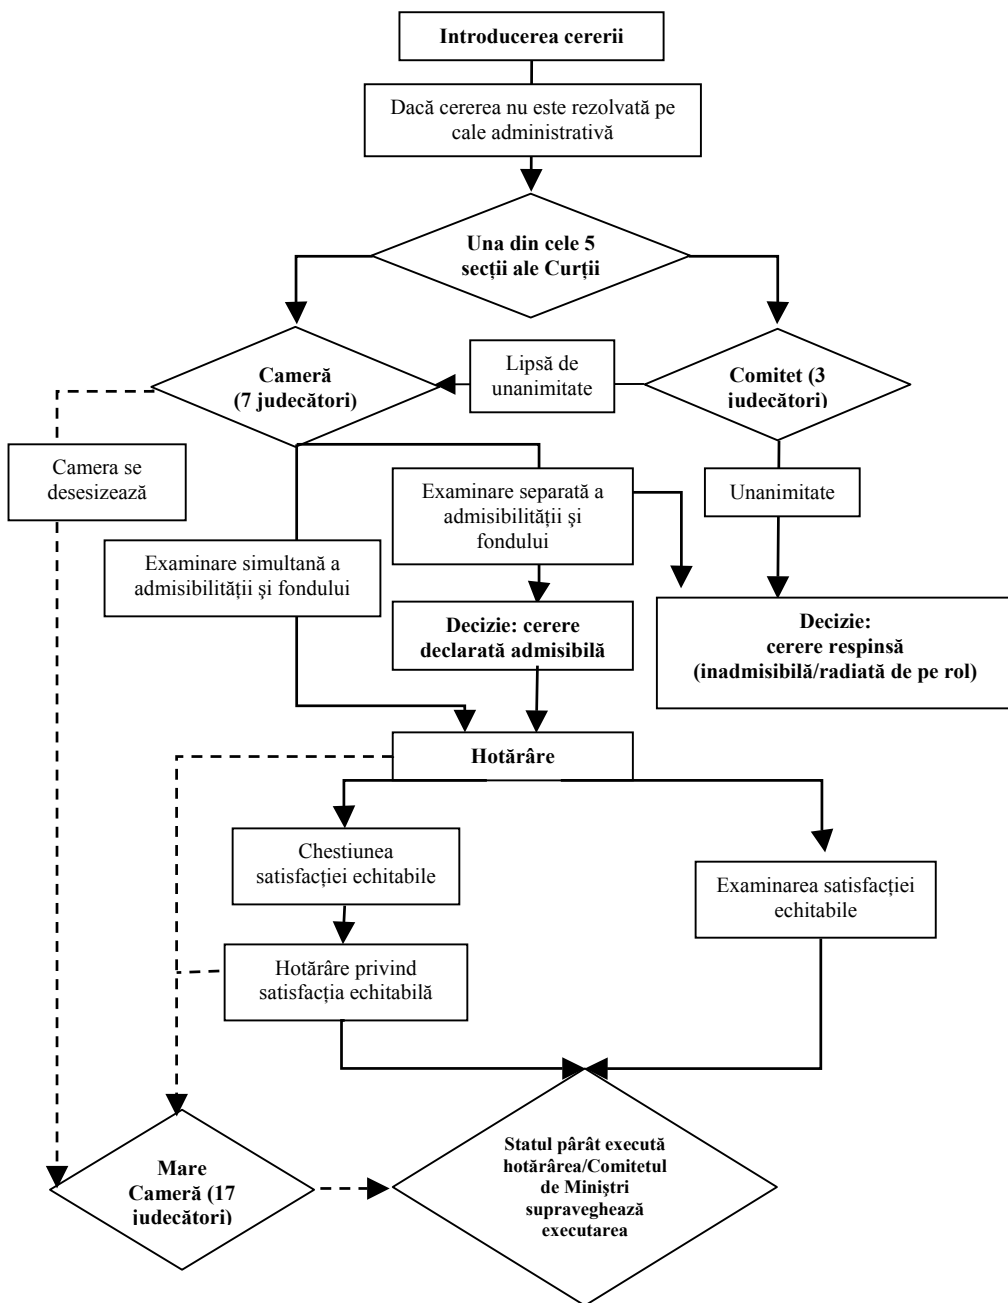 Introducerea cererii
Dacă cererea nu este rezolvată pe
cale administrativă
Una din cele 5
secții ale Curții
Cameră
(7 judecători)
Lipsă de
unanimitate
Comitet (3
judecători)
Camera se
desesizează
Examinare separată a
admisibilității şi
fondului
Unanimitate
Examinare simultană a
admisibilității şi fondului
Decizie: cerere
declarată admisibilă
Decizie:
cerere respinsă
(inadmisibilă/radiată de pe rol)
Hotărâre
Chestiunea
satisfacției echitabile
Examinarea satisfacției
echitabile
Hotărâre privind
satisfacția echitabilă
Mare
Cameră (17
judecători)
Statul pârât execută
hotărârea/Comitetul
de Miniştri
supraveghează
executarea